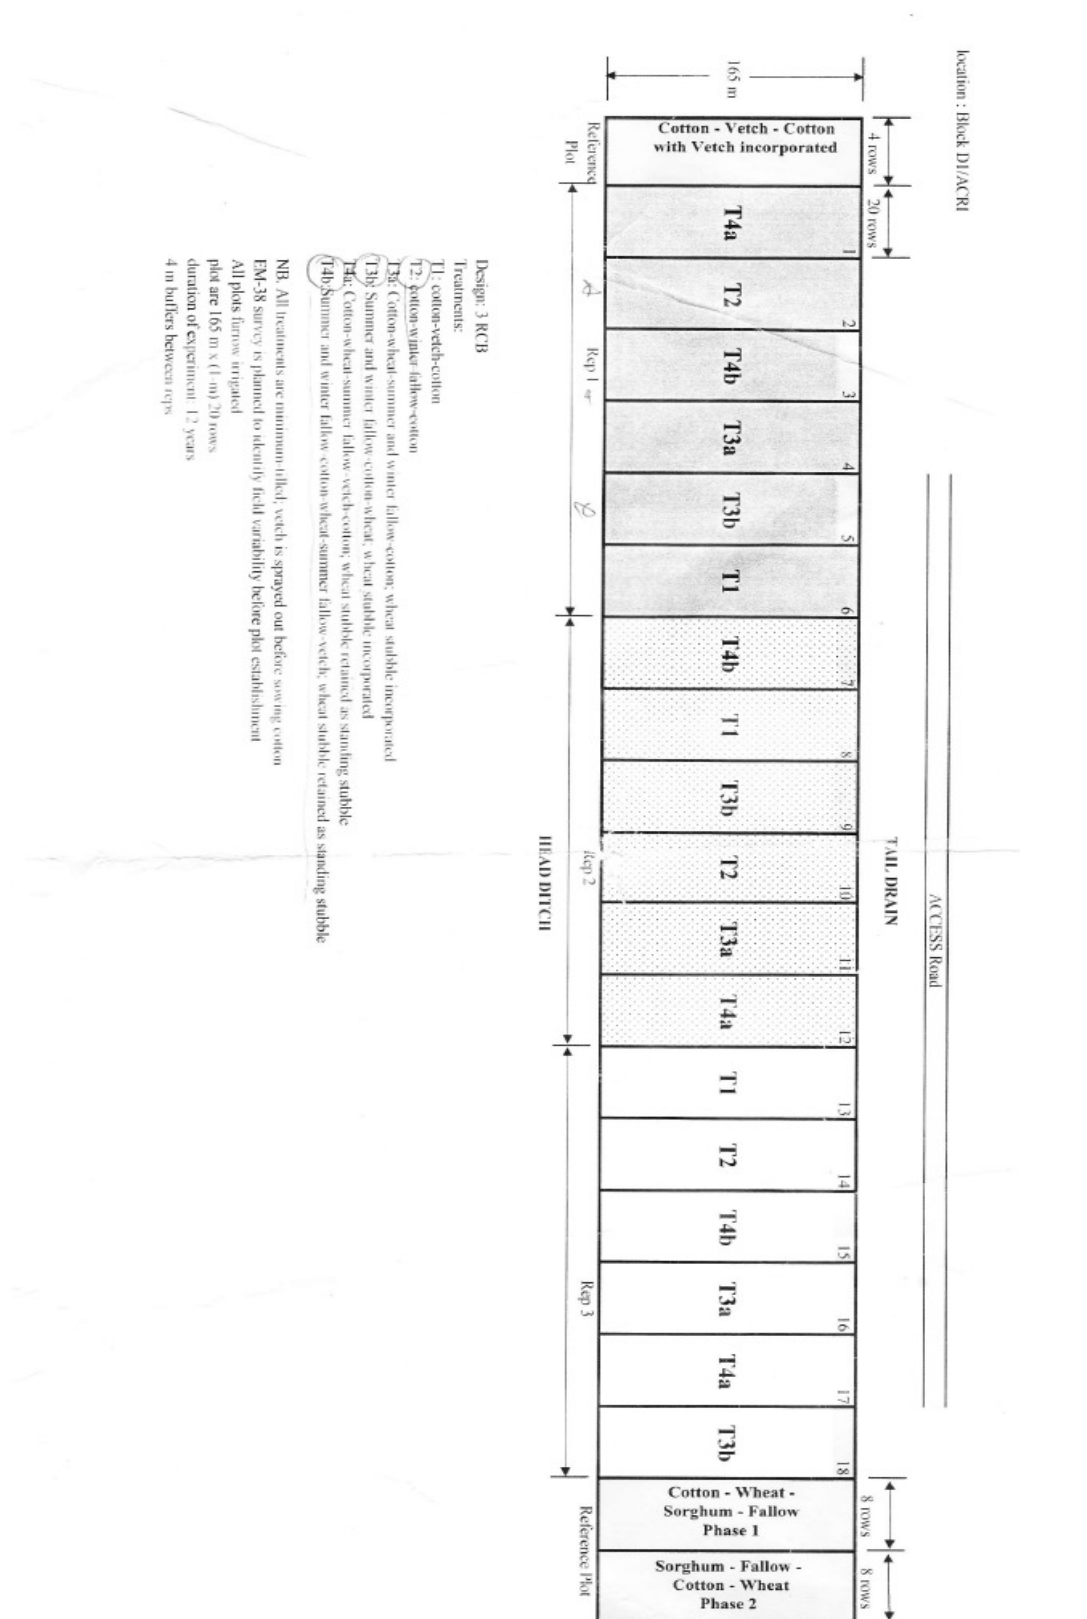 location : Block D1/ACRI
165 m
Cotton - Vetch - Cotton
with Vetch incorporated
4 rows
Reference
Plot
20 rows
T4a
1
T2
2
T4b
3
T3a
4
T3b
5
T1
6
Rep 1
T4b
7
T1
8
T3b
9
T2
10
T3a
11
T4a
12
Rep 2
HEAD DITCH
TAIL DRAIN
ACCESS Road
T1
13
T2
14
T4b
15
T3a
16
T4a
17
T3b
18
Rep 3
Cotton - Wheat -
Sorghum - Fallow
Phase 1
8 rows
Reference Plot
Sorghum - Fallow -
Cotton - Wheat
Phase 2
8 rows
Design: 3 RCB
Treatments:
T1: cotton-vetch-cotton
T2: cotton-winter-fallow-cotton
T3a: Cotton-wheat-summer and winter fallow-cotton; wheat stubble incorporated
T3b: Summer and winter fallow-cotton-wheat; wheat stubble incorporated
T4a: Cotton-wheat-summer fallow-vetch-cotton; wheat stubble retained as standing stubble
T4b:Summer and winter fallow-cotton-wheat-summer fallow-vetch; wheat stubble retained as standing stubble
NB. All treatments are minimum-tilled; vetch is sprayed out before sowing cotton
EM-38 survey is planned to identify field variability before plot establishment
All plots furrow irrigated
plot are 165 m x (1-m) 20 rows
duration of experiment: 12 years
4 m buffers between reps